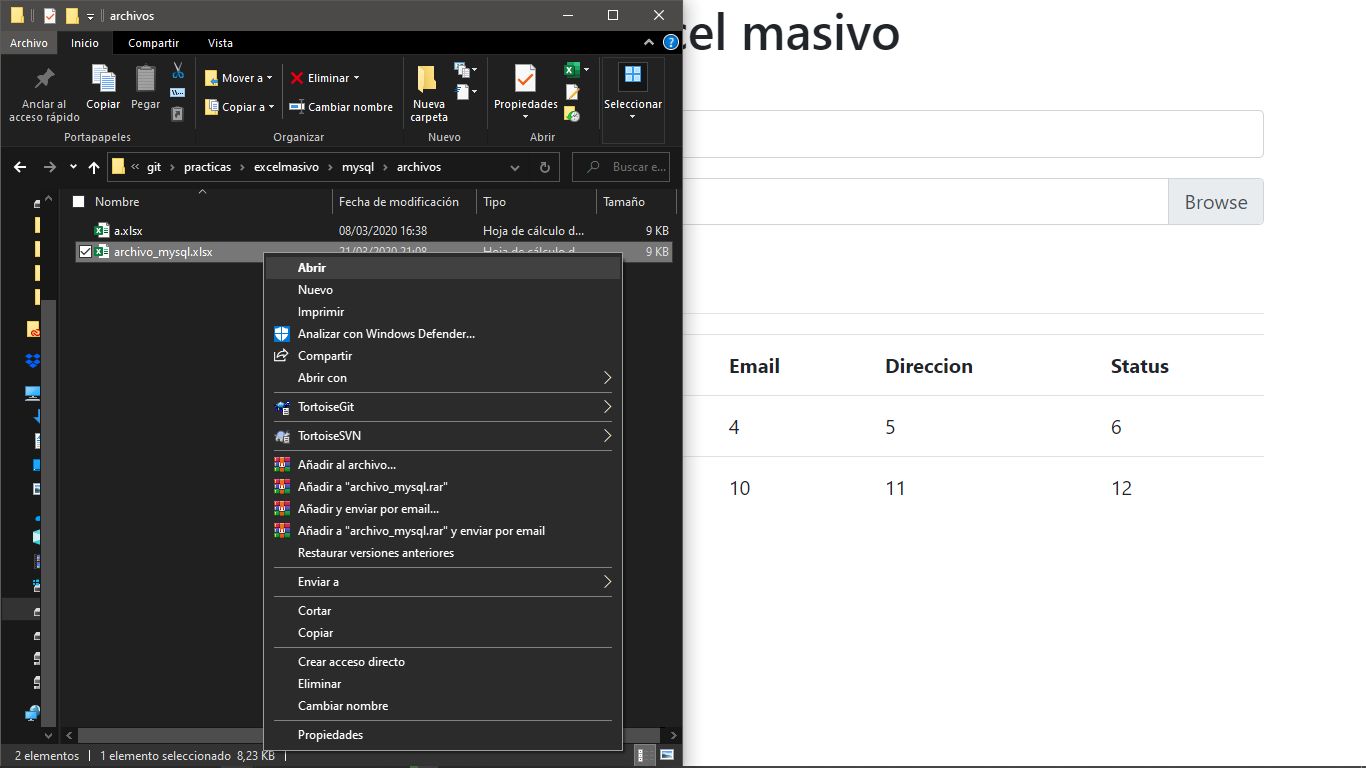 archivos
Archivo Inicio Compartir Vista
Anclar al acceso rápido
Copiar
Pegar
Portapapeles
Mover a
Copiar a
Eliminar
Cambiar nombre
Organizar
Nueva carpeta
Nuevo
Propiedades
Abrir
Seleccionar
« git › practicas › excelmasivo › mysql › archivos
Buscar e...
Nombre Fecha de modificación Tipo Tamaño
a.xlsx 08/03/2020 16:38 Hoja de cálculo d... 9 KB
archivo_mysql.xlsx 21/03/2020 21:08 Hoja de cálculo d... 9 KB
Abrir
Nuevo
Imprimir
Analizar con Windows Defender...
Compartir
Abrir con
TortoiseGit
TortoiseSVN
Añadir al archivo...
Añadir a "archivo_mysql.rar"
Añadir y enviar por email...
Añadir a "archivo_mysql.rar" y enviar por email
Restaurar versiones anteriores
Enviar a
Cortar
Copiar
Crear acceso directo
Eliminar
Cambiar nombre
Propiedades
2 elementos 1 elemento seleccionado 8,23 KB
cel masivo
Browse
Email Direccion Status
4 5 6
10 11 12